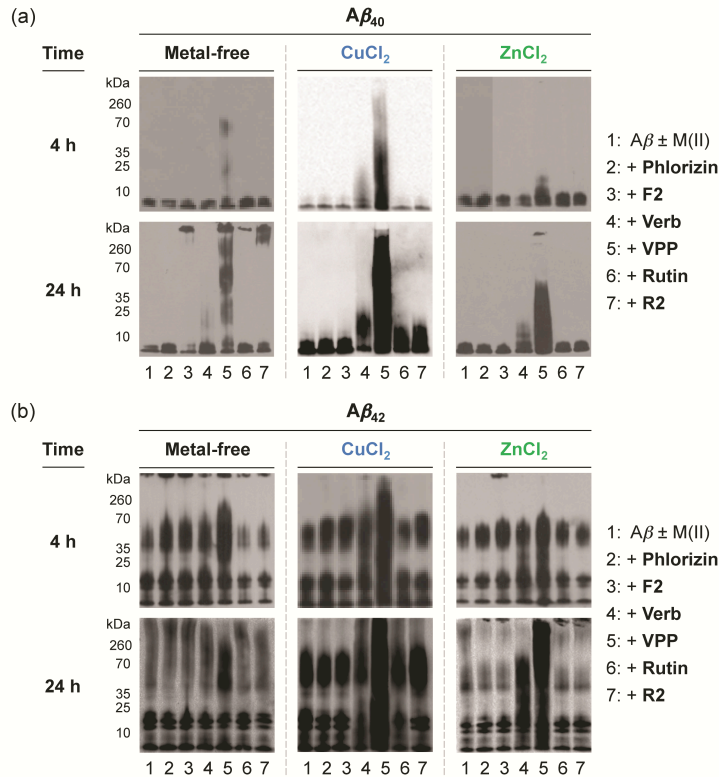 (a)
Aβ40
Time Metal-free CuCl2 ZnCl2
kDa
260
70
35
25
10
4 h
260
70
35
25
10
24 h
1 2 3 4 5 6 7 1 2 3 4 5 6 7 1 2 3 4 5 6 7
1: Aβ ± M(II)
2: + Phlorizin
3: + F2
4: + Verb
5: + VPP
6: + Rutin
7: + R2
(b)
Aβ42
Time Metal-free CuCl2 ZnCl2
kDa
260
70
35
25
10
4 h
kDa
260
70
35
25
10
24 h
1 2 3 4 5 6 7 1 2 3 4 5 6 7 1 2 3 4 5 6 7
1: Aβ ± M(II)
2: + Phlorizin
3: + F2
4: + Verb
5: + VPP
6: + Rutin
7: + R2